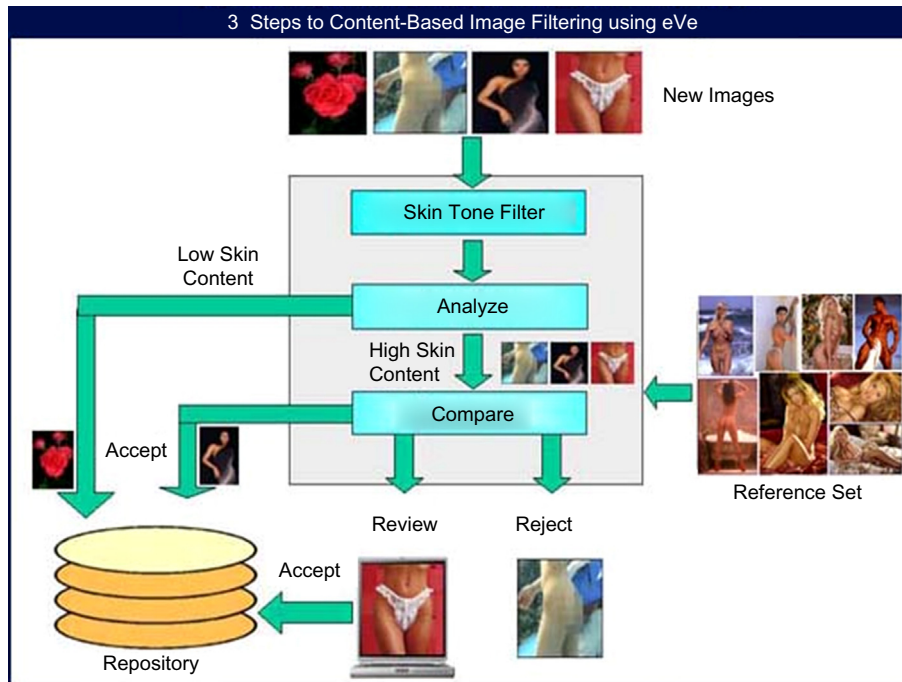 3 Steps to Content-Based Image Filtering using eVe
New Images
Skin Tone Filter
Low Skin
Content
Analyze
High Skin
Content
Compare
Accept
Reference Set
Review
Reject
Accept
Repository